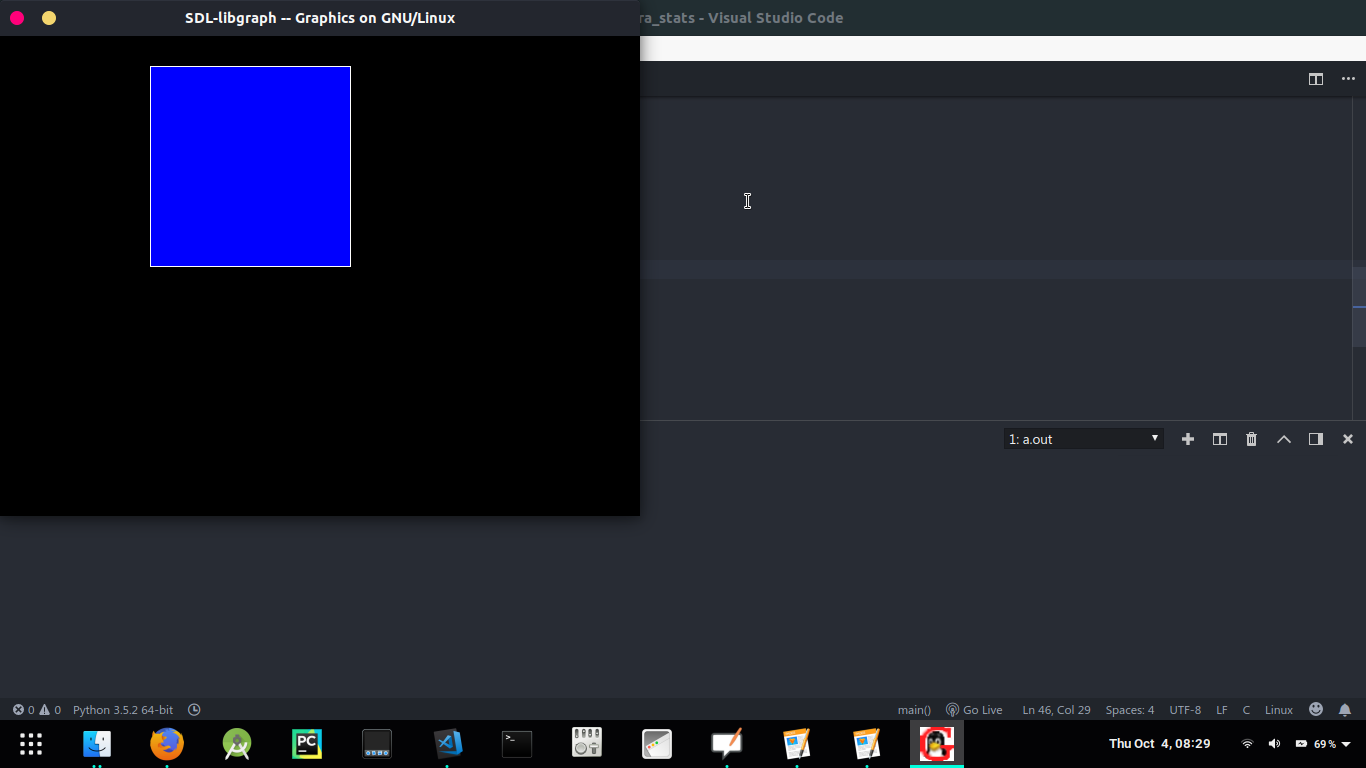 SDL-libgraph -- Graphics on GNU/Linux
ra_stats - Visual Studio Code
1: a.out
0 0 Python 3.5.2 64-bit main() Go Live Ln 46, Col 29 Spaces: 4 UTF-8 LF C Linux
PC
>_
Thu Oct 4, 08:29 69 %